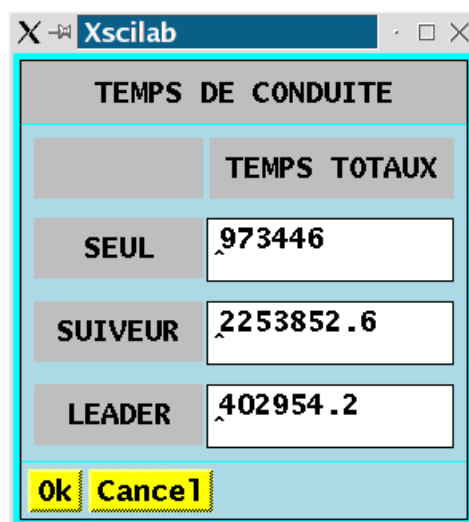 Xscilab
TEMPS DE CONDUITE
TEMPS TOTAUX
SEUL 973446
SUIVEUR 2253852.6
LEADER 402954.2
Ok Cancel